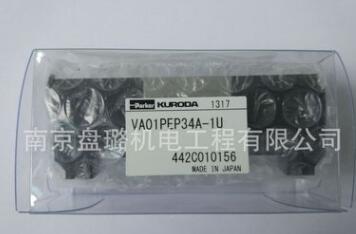 Parker KURODA 1317
VA01PEP34A-1U
南京盘璐机电工程有限公司
442C010156
MADE IN JAPAN